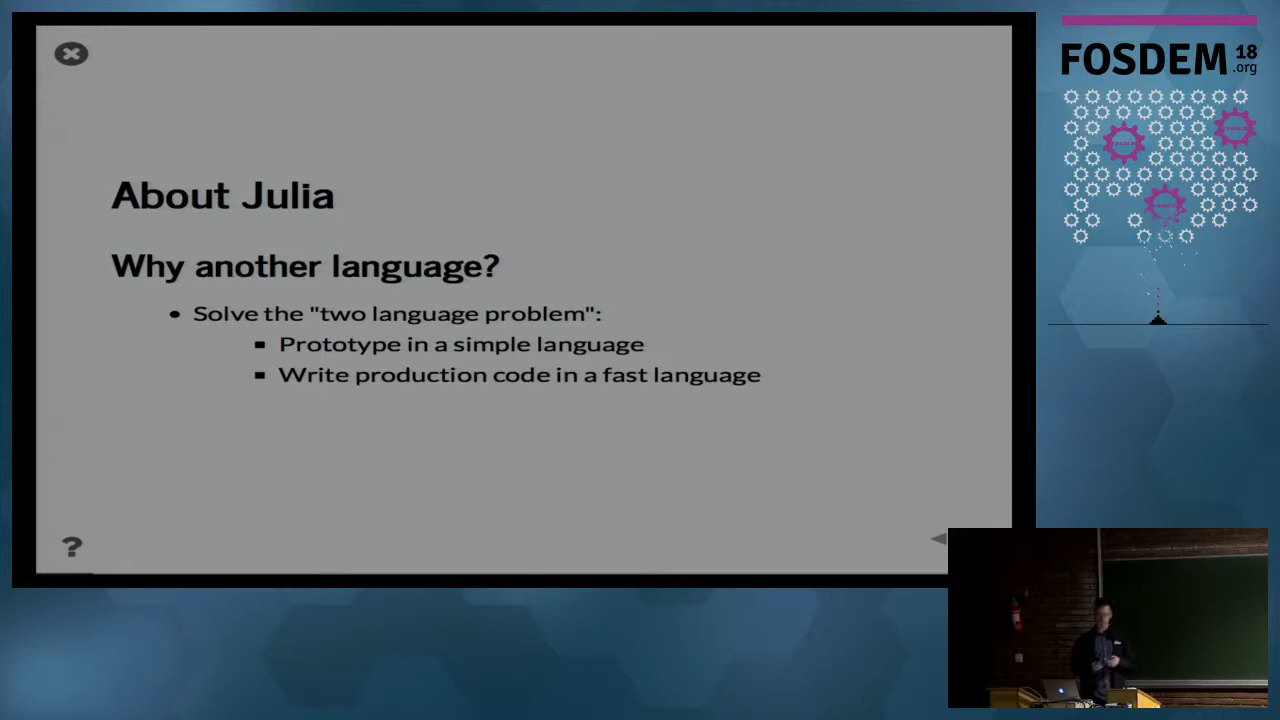 About Julia
Why another language?
• Solve the "two language problem":
▪ Prototype in a simple language
▪ Write production code in a fast language
?
FOSDEM 18
.org